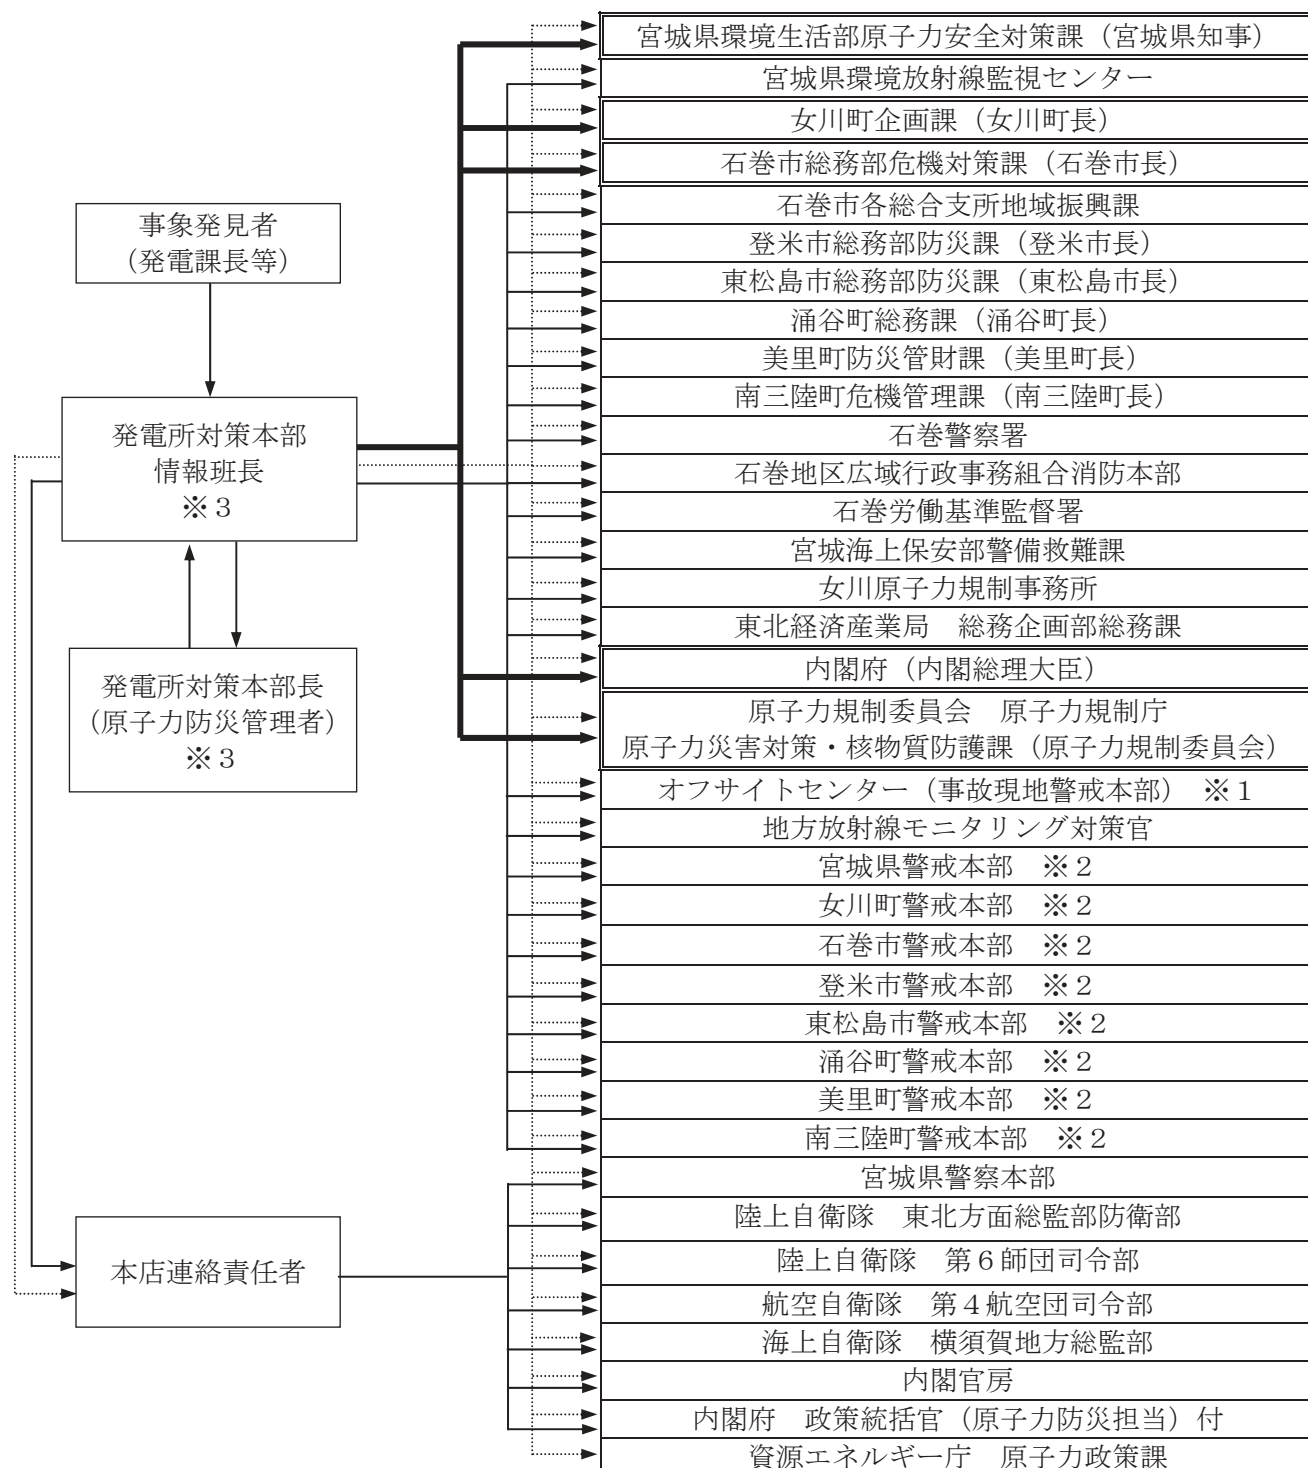 宮城県環境生活部原子力安全対策課（宮城県知事）
宮城県環境放射線監視センター
女川町企画課（女川町長）
石巻市総務部危機対策課（石巻市長）
石巻市各総合支所地域振興課
登米市総務部防災課（登米市長）
東松島市総務部防災課（東松島市長）
涌谷町総務課（涌谷町長）
美里町防災管財課（美里町長）
南三陸町危機管理課（南三陸町長）
石巻警察署
石巻地区広域行政事務組合消防本部
石巻労働基準監督署
宮城海上保安部警備救難課
女川原子力規制事務所
東北経済産業局　総務企画部総務課
内閣府（内閣総理大臣）
原子力規制委員会　原子力規制庁
原子力災害対策・核物質防護課（原子力規制委員会）
オフサイトセンター（事故現地警戒本部）　※１
地方放射線モニタリング対策官
宮城県警戒本部　※２
女川町警戒本部　※２
石巻市警戒本部　※２
登米市警戒本部　※２
東松島市警戒本部　※２
涌谷町警戒本部　※２
美里町警戒本部　※２
南三陸町警戒本部　※２
宮城県警察本部
陸上自衛隊　東北方面総監部防衛部
陸上自衛隊　第６師団司令部
航空自衛隊　第４航空団司令部
海上自衛隊　横須賀地方総監部
内閣官房
内閣府　政策統括官（原子力防災担当）付
資源エネルギー庁　原子力政策課
事象発見者
（発電課長等）
発電所対策本部
情報班長
※３
発電所対策本部長
（原子力防災管理者）
※３
本店連絡責任者